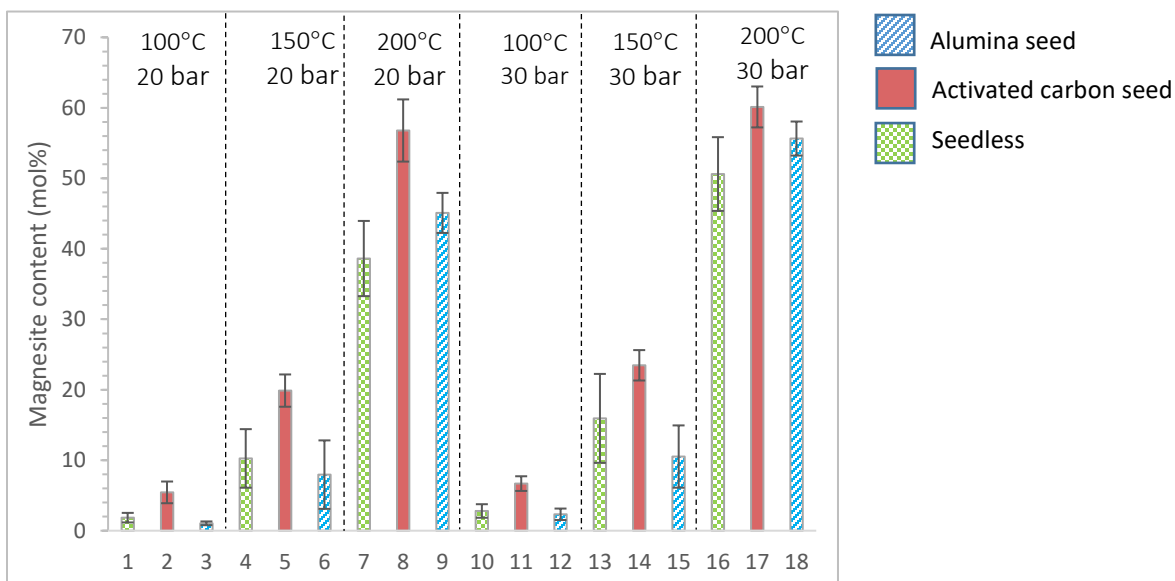 100°C
20 bar
150°C
20 bar
200°C
20 bar
100°C
30 bar
150°C
30 bar
200°C
30 bar
Alumina seed
Activated carbon seed
Seedless
Magnesite content (mol%)
70
60
50
40
30
20
10
0
1 2 3 4 5 6 7 8 9 10 11 12 13 14 15 16 17 18